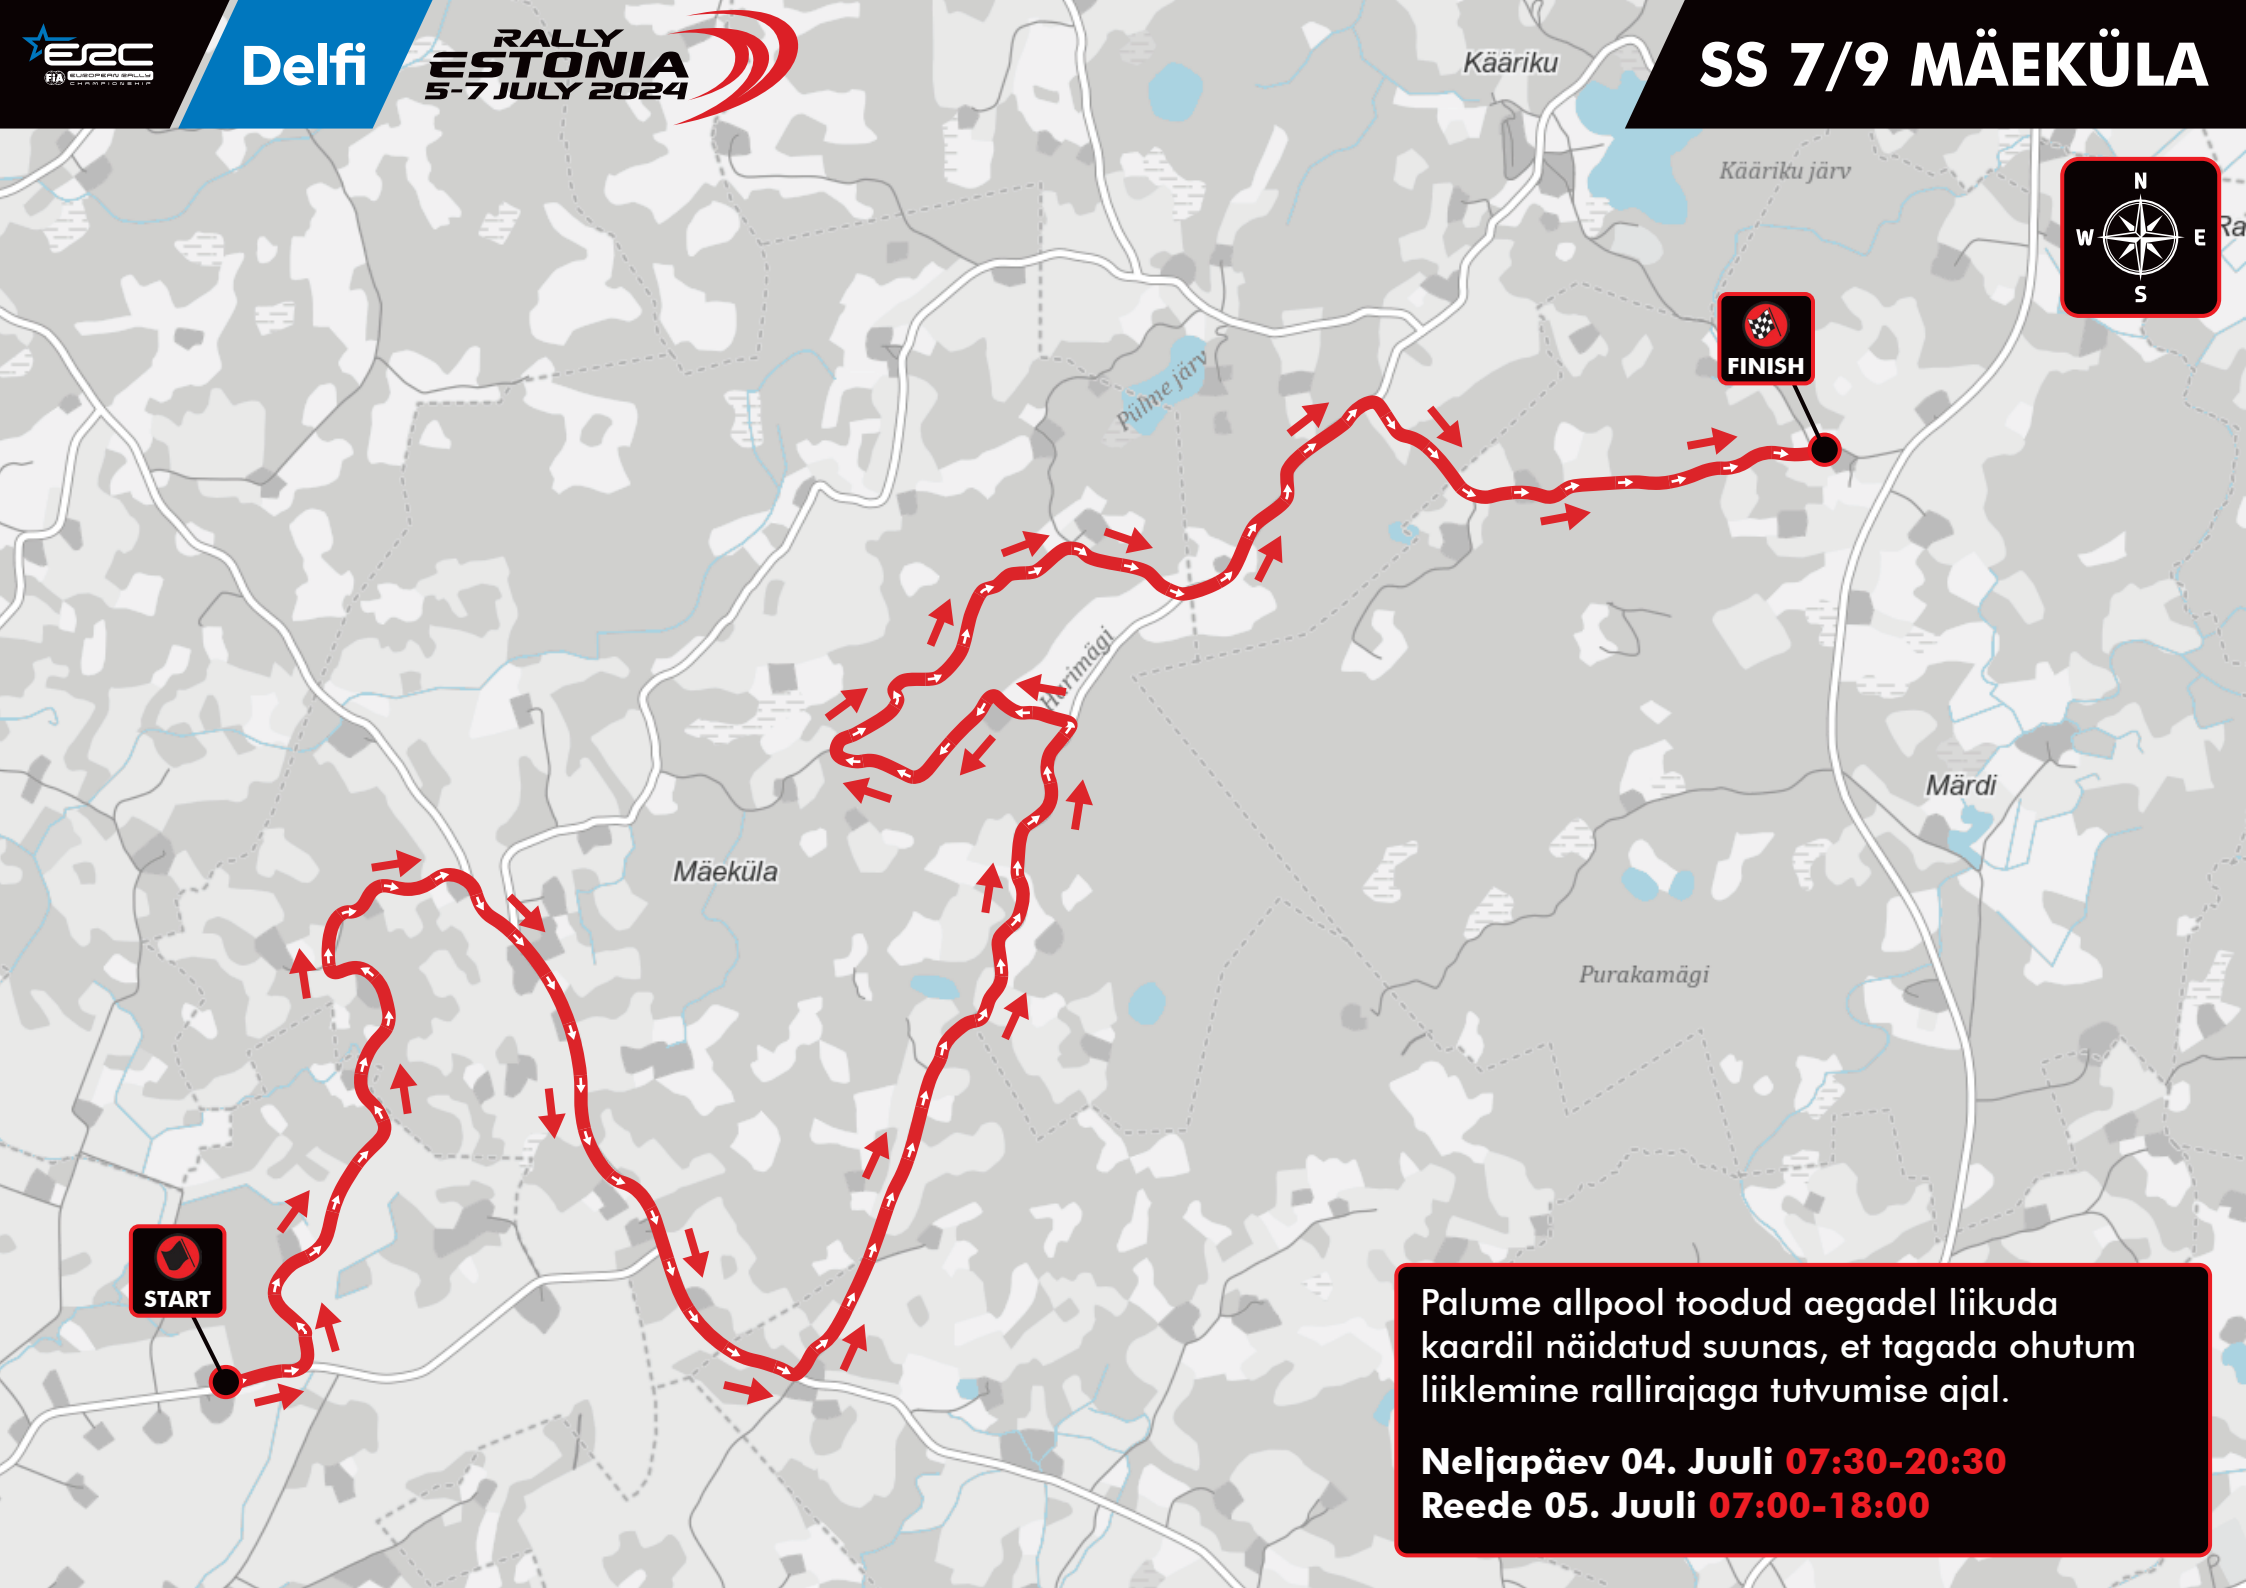 ERC
FIA EUROPEAN RALLY
CHAMPIONSHIP
Delfi
RALLY
ESTONIA
5-7 JULY 2024
SS 7/9 MÄEKÜLA
Kääriku
Kääriku järv
N
W E
S
FINISH
Pülme järv
Harimägi
Märdi
Mäeküla
Purakamägi
START
Palume allpool toodud aegadel liikuda
kaardil näidatud suunas, et tagada ohutum
liiklemine rallirajaga tutvumise ajal.
Neljapäev 04. Juuli 07:30-20:30
Reede 05. Juuli 07:00-18:00